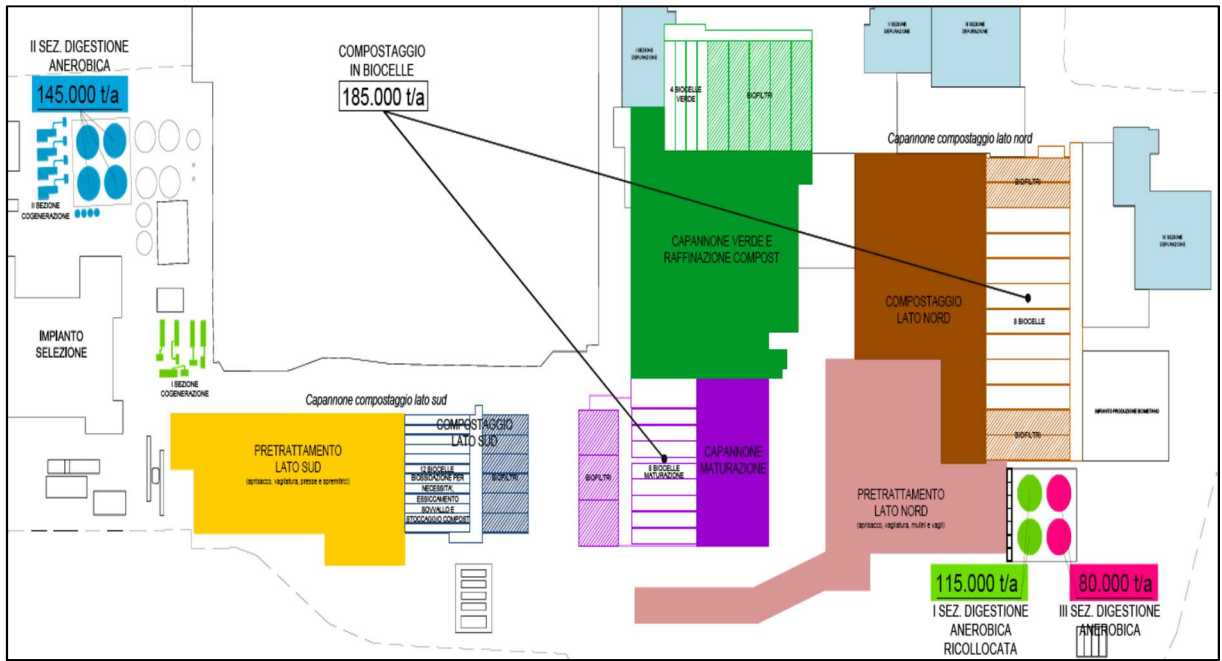 II SEZ. DIGESTIONE
ANEROBICA
145.000 t/a
II SEZIONE
COGENERAZIONE
IMPIANTO
SELEZIONE
I SEZIONE
COGENERAZIONE
COMPOSTAGGIO
IN BIOCELLE
185.000 t/a
I SEZIONE
DEPURAZIONE
4 BIOCELLE
VERDE
BIOFILTRI
II SEZIONE
DEPURAZIONE
III SEZIONE
DEPURAZIONE
Capannone compostaggio lato nord
BIOFILTRI
CAPANNONE VERDE E
RAFFINAZIONE COMPOST
COMPOSTAGGIO
LATO NORD
8 BIOCELLE
SEZIONE
DEPURAZIONE
IMPIANTO PRODUZIONE BIOMETANO
BIOFILTRI
Capannone compostaggio lato sud
COMPOSTAGGIO
LATO SUD
PRETRATTAMENTO
LATO SUD
(aprisacco, vagliatura, presse e spremitrici)
12 BIOCELLE
BIOSSIDAZIONE PER
NECESSITA',
ESSICCAMENTO
SOVVALLO E
STOCCAGGIO COMPOST
BIOFILTRI
BIOFILTRI
8 BIOCELLE
MATURAZIONE
CAPANNONE
MATURAZIONE
PRETRATTAMENTO
LATO NORD
(aprisacco, vagliatura, mulini e vagli)
115.000 t/a
I SEZ. DIGESTIONE
ANEROBICA
RICOLLOCATA
80.000 t/a
III SEZ. DIGESTIONE
ANEROBICA